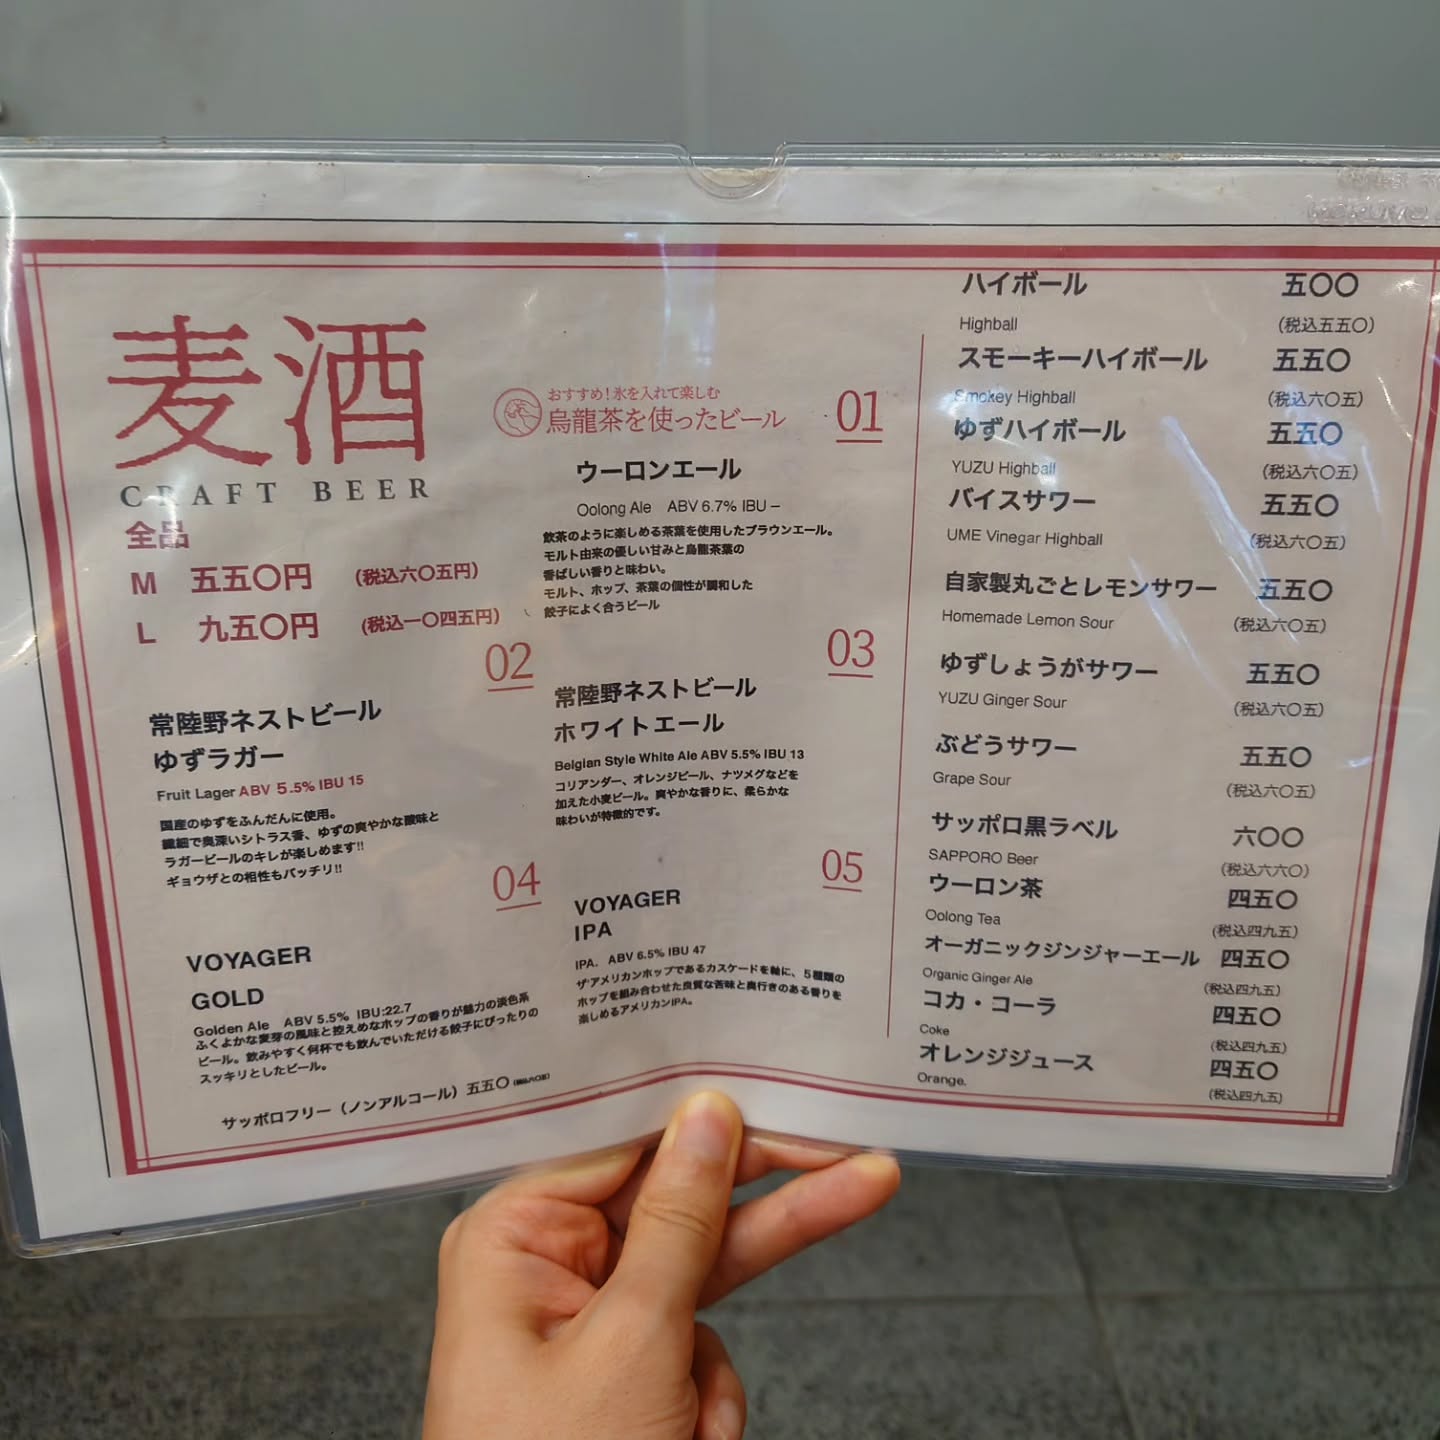 麦酒
CRAFT BEER
全品
M 五五〇円 (税込六〇五円)
L 九五〇円 (税込一〇四五円)
おすすめ!氷を入れて楽しむ
烏龍茶を使ったビール
01
ウーロンエール
Oolong Ale ABV 6.7% IBU –
飲茶のように楽しめる茶葉を使用したブラウンエール。
モルト由来の優しい甘みと烏龍茶葉の
香ばしい香りと味わい。
モルト、ホップ、茶葉の個性が調和した
餃子によく合うビール
02
常陸野ネストビール
ゆずラガー
Fruit Lager ABV 5.5% IBU 15
国産のゆずをふんだんに使用。
繊細で奥深いシトラス香、ゆずの爽やかな酸味と
ラガービールのキレが楽しめます!!
ギョウザとの相性もバッチリ!!
03
常陸野ネストビール
ホワイトエール
Belgian Style White Ale ABV 5.5% IBU 13
コリアンダー、オレンジピール、ナツメグなどを
加えた小麦ビール。爽やかな香りに、柔らかな
味わいが特徴的です。
04
VOYAGER
GOLD
Golden Ale ABV 5.5% IBU:22.7
ふくよかな麦芽の風味と控えめなホップの香りが魅力の淡色系
ビール。飲みやすく何杯でも飲んでいただける餃子にぴったりの
スッキリとしたビール。
05
VOYAGER
IPA
IPA. ABV 6.5% IBU 47
ザ・アメリカンホップであるカスケードを軸に、5種類の
ホップを組み合わせた良質な苦味と奥行きのある香りを
楽しめるアメリカンIPA。
サッポロフリー(ノンアルコール)五五〇
ハイボール 五〇〇
Highball (税込五五〇)
スモーキーハイボール 五五〇
Smokey Highball (税込六〇五)
ゆずハイボール 五五〇
YUZU Highball (税込六〇五)
バイスサワー 五五〇
UME Vinegar Highball (税込六〇五)
自家製丸ごとレモンサワー 五五〇
Homemade Lemon Sour (税込六〇五)
ゆずしょうがサワー 五五〇
YUZU Ginger Sour (税込六〇五)
ぶどうサワー 五五〇
Grape Sour (税込六〇五)
サッポロ黒ラベル 六〇〇
SAPPORO Beer (税込六六〇)
ウーロン茶 四五〇
Oolong Tea (税込四九五)
オーガニックジンジャーエール 四五〇
Organic Ginger Ale (税込四九五)
コカ・コーラ 四五〇
Coke (税込四九五)
オレンジジュース 四五〇
Orange. (税込四九五)